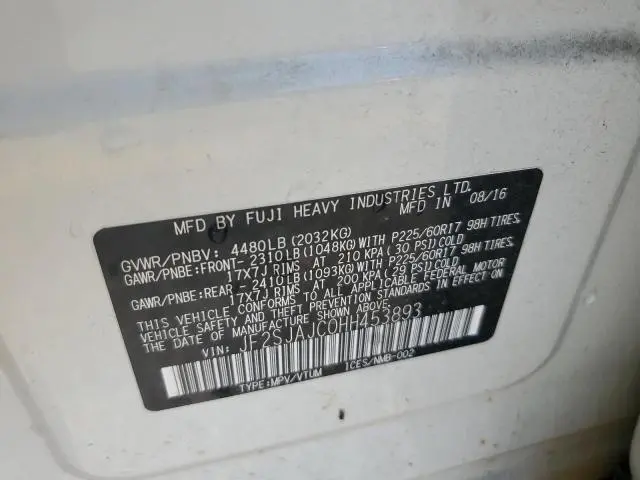 MFD BY FUJI HEAVY INDUSTRIES LTD.
MFD IN 08/16
GVWR/PNBV: 4480LB(2032KG)
GAWR/PNBE:FRONT- 2310LB(1048KG)WITH P225/60R17 98H TIRES,
17X7J RIMS AT 210 KPA (30 PSI)COLD
GAWR/PNBE:REAR - 2410LB(1093KG)WITH P225/60R17 98H TIRES,
17X7J RIMS AT 200 KPA (29 PSI)COLD
THIS VEHICLE CONFORMS TO ALL APPLICABLE FEDERAL MOTOR
VEHICLE SAFETY AND THEFT PREVENTION STANDARDS IN EFFECT ON
THE DATE OF MANUFACTURE SHOWN ABOVE.
VIN: JF2SJAJC0HH453893
TYPE:MPV/VTUM ICES/NMB-002